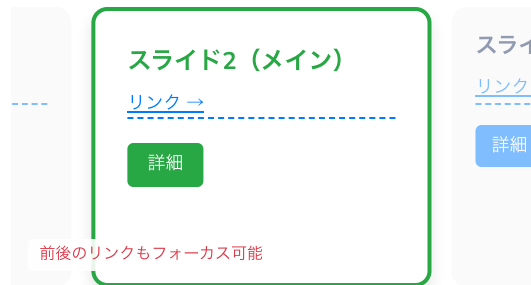 スライド2（メイン）
リンク →
詳細
前後のリンクもフォーカス可能
スライ
リンク
詳細